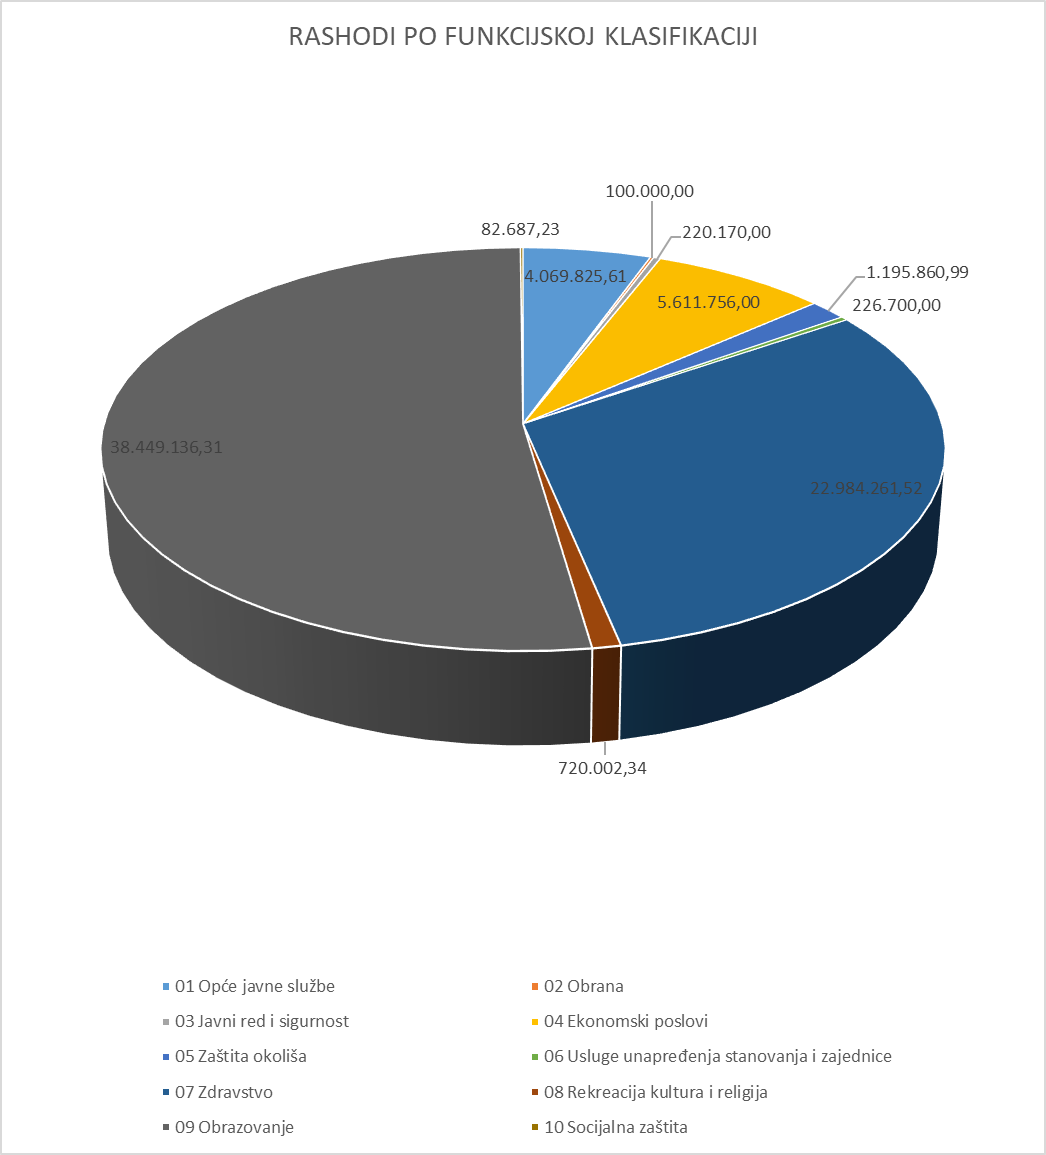 RASHODI PO FUNKCIJSKOJ KLASIFIKACIJI
100.000,00
82.687,23
220.170,00
4.069.825,61
1.195.860,99
5.611.756,00
226.700,00
38.449.136,31
22.984.261,52
720.002,34
01 Opće javne službe
02 Obrana
03 Javni red i sigurnost
04 Ekonomski poslovi
05 Zaštita okoliša
06 Usluge unapređenja stanovanja i zajednice
07 Zdravstvo
08 Rekreacija kultura i religija
09 Obrazovanje
10 Socijalna zaštita